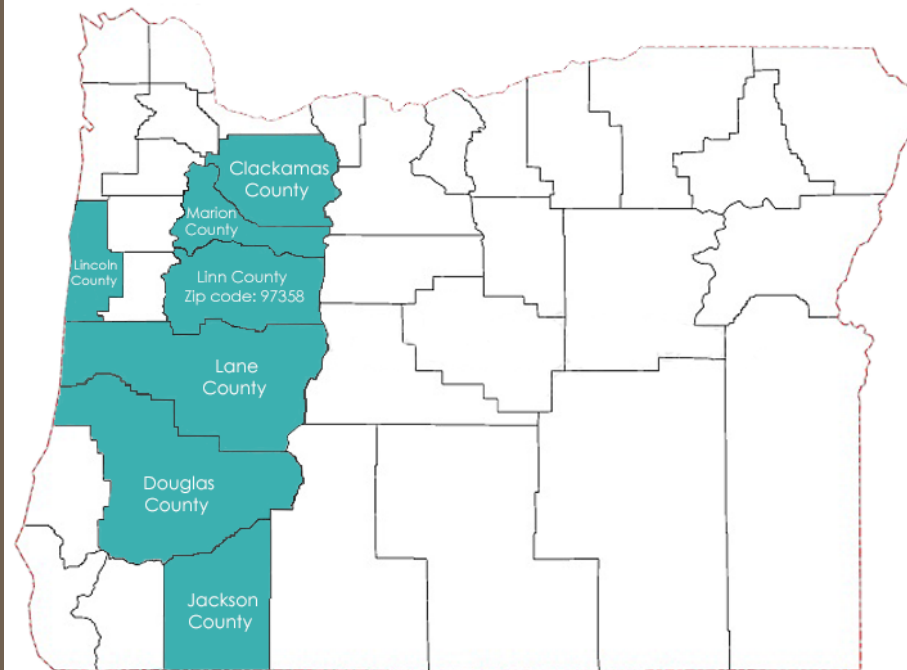 Clackamas
County
Marion
County
Lincoln
County
Linn County
Zip code: 97358
Lane
County
Douglas
County
Jackson
County